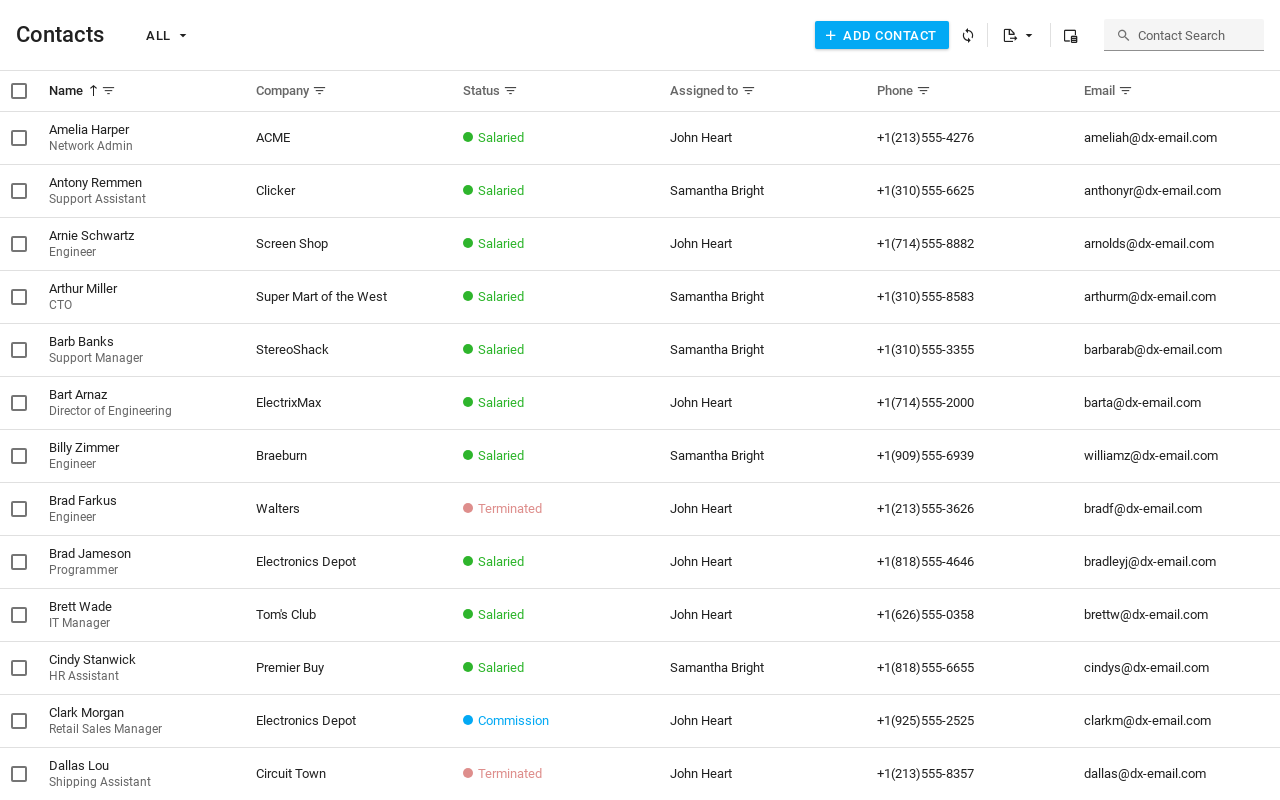 Contacts
ALL
ADD CONTACT
Contact Search
Name Company Status Assigned to Phone Email
Amelia Harper
Network Admin
ACME
Salaried
John Heart
+1(213)555-4276
ameliah@dx-email.com
Antony Remmen
Support Assistant
Clicker
Salaried
Samantha Bright
+1(310)555-6625
anthonyr@dx-email.com
Arnie Schwartz
Engineer
Screen Shop
Salaried
John Heart
+1(714)555-8882
arnolds@dx-email.com
Arthur Miller
CTO
Super Mart of the West
Salaried
Samantha Bright
+1(310)555-8583
arthurm@dx-email.com
Barb Banks
Support Manager
StereoShack
Salaried
Samantha Bright
+1(310)555-3355
barbarab@dx-email.com
Bart Arnaz
Director of Engineering
ElectrixMax
Salaried
John Heart
+1(714)555-2000
barta@dx-email.com
Billy Zimmer
Engineer
Braeburn
Salaried
Samantha Bright
+1(909)555-6939
williamz@dx-email.com
Brad Farkus
Engineer
Walters
Terminated
John Heart
+1(213)555-3626
bradf@dx-email.com
Brad Jameson
Programmer
Electronics Depot
Salaried
John Heart
+1(818)555-4646
bradleyj@dx-email.com
Brett Wade
IT Manager
Tom's Club
Salaried
John Heart
+1(626)555-0358
brettw@dx-email.com
Cindy Stanwick
HR Assistant
Premier Buy
Salaried
Samantha Bright
+1(818)555-6655
cindys@dx-email.com
Clark Morgan
Retail Sales Manager
Electronics Depot
Commission
John Heart
+1(925)555-2525
clarkm@dx-email.com
Dallas Lou
Shipping Assistant
Circuit Town
Terminated
John Heart
+1(213)555-8357
dallas@dx-email.com